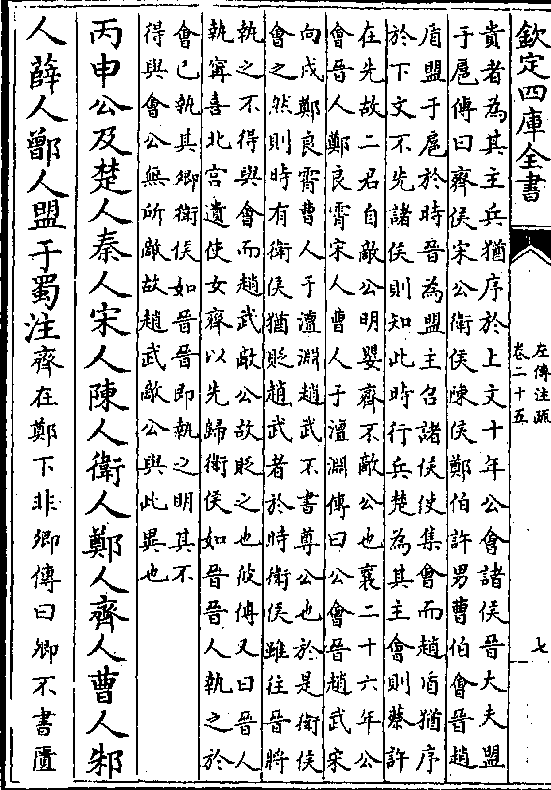 欽定四庫全書
左傳注疏
卷二十五
七
貴者為其主兵猶序於上文十年公會諸侯晉大夫盟
于扈傳曰齊侯宋公衛侯陳侯鄭伯許男曹伯會晉趙
盾盟于扈於時晉為盟主召諸侯使集會而趙盾猶序
於下文不先諸侯則知此時行兵楚為其主會則蔡許
在先故二君自敵公明嬰齊不敵公也襄二十六年公
會晉人鄭良霄宋人曹人于澶淵傳曰公會晉趙武宋
向戌鄭良霄曹人于澶淵趙武不書尊公也於是衛侯
會之然則時有衛侯猶貶趙武者於時衛侯雖往晉將
執之不得與會而趙武敵公故貶之也彼傳又曰晉人
執寗喜北宮遺使女齊以先歸衛侯如晉晉人執之於
會已執其卿衛侯如晉晉即執之明其不
得與會公無所敵故趙武敵公與此異也
丙申公及楚人秦人宋人陳人衛人鄭人齊人曹人邾
人薛人鄫人盟于蜀注齊在鄭下非卿傳曰卿不書匱